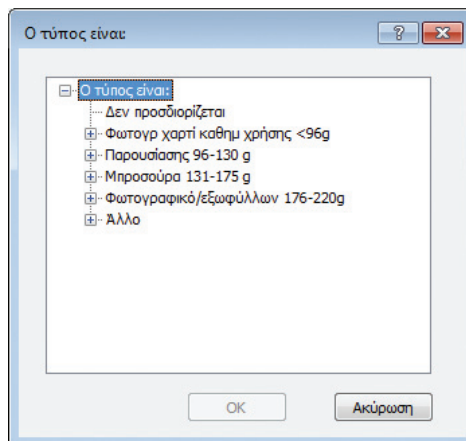 Ο τύπος είναι:
Ο τύπος είναι:
Δεν προσδιορίζεται
Φωτογρ χαρτί καθημ χρήσης <96g
Παρουσίασης 96-130 g
Μπροσούρα 131-175 g
Φωτογραφικό/εξωφύλλων 176-220g
Άλλο
OK
Ακύρωση